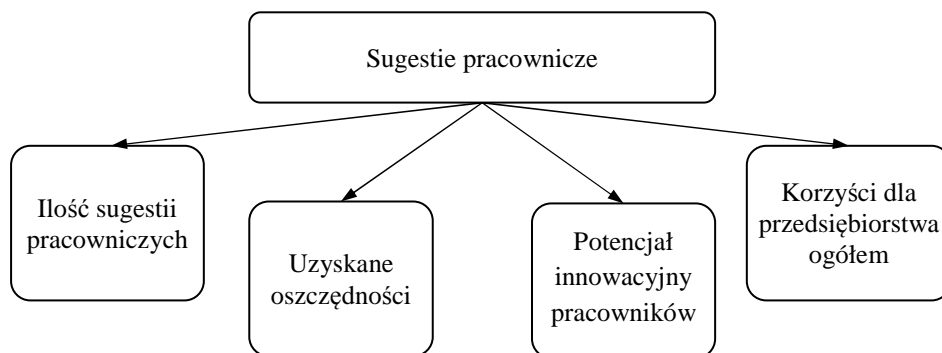 Sugestie pracownicze
Ilość sugestii
pracowniczych
Uzyskane
oszczędności
Potencjał
innowacyjny
pracowników
Korzyści dla
przedsiębiorstwa
ogółem